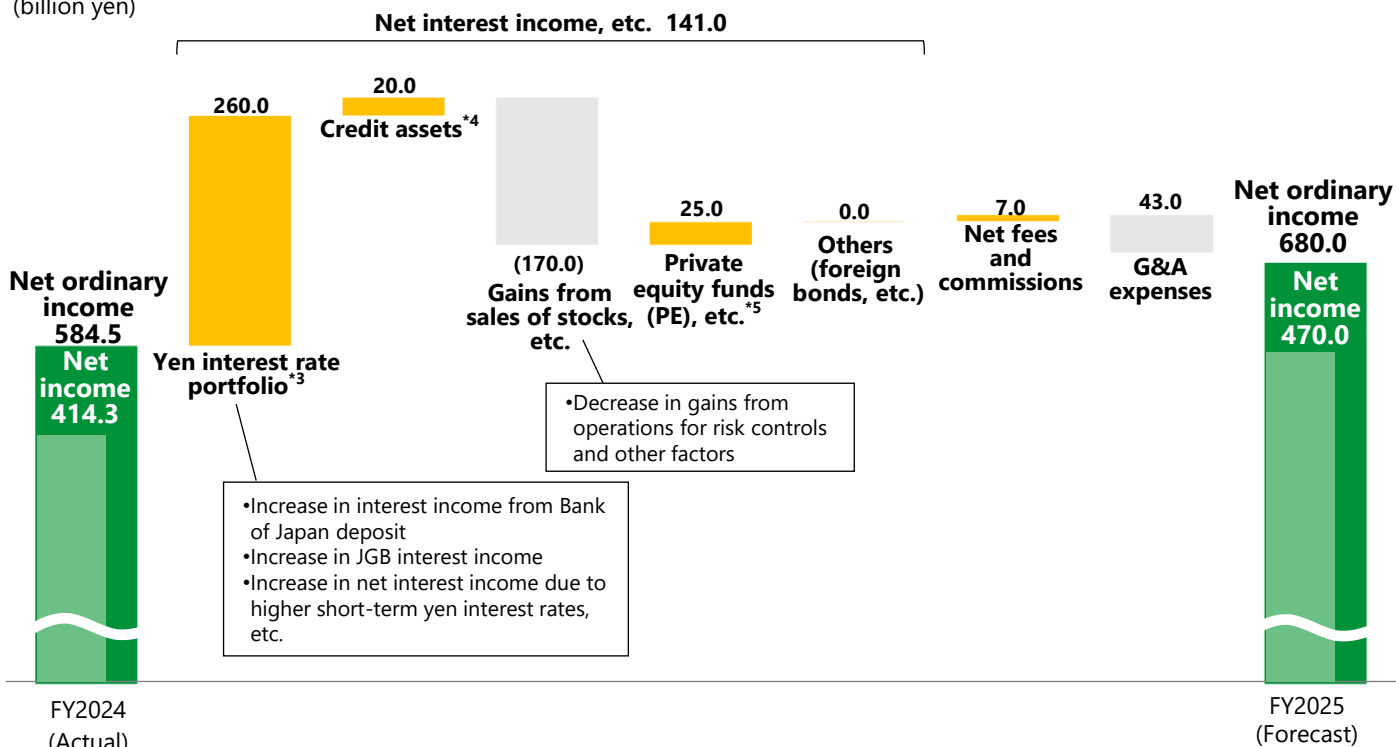 (billion yen)
Net interest income, etc. 141.0
260.0
20.0
Credit assets*4
(170.0)
Gains from
sales of stocks,
etc.
25.0
Private
equity funds
(PE), etc.*5
0.0
Others
(foreign
bonds, etc.)
7.0
Net fees
and
commissions
43.0
G&A
expenses
Net ordinary
income
680.0
Net
income
470.0
Net ordinary
income
584.5
Net
income
414.3
Yen interest rate
portfolio*3
•Decrease in gains from
operations for risk controls
and other factors
•Increase in interest income from Bank
of Japan deposit
•Increase in JGB interest income
•Increase in net interest income due to
higher short-term yen interest rates,
etc.
FY2024
(Actual)
FY2025
(Forecast)